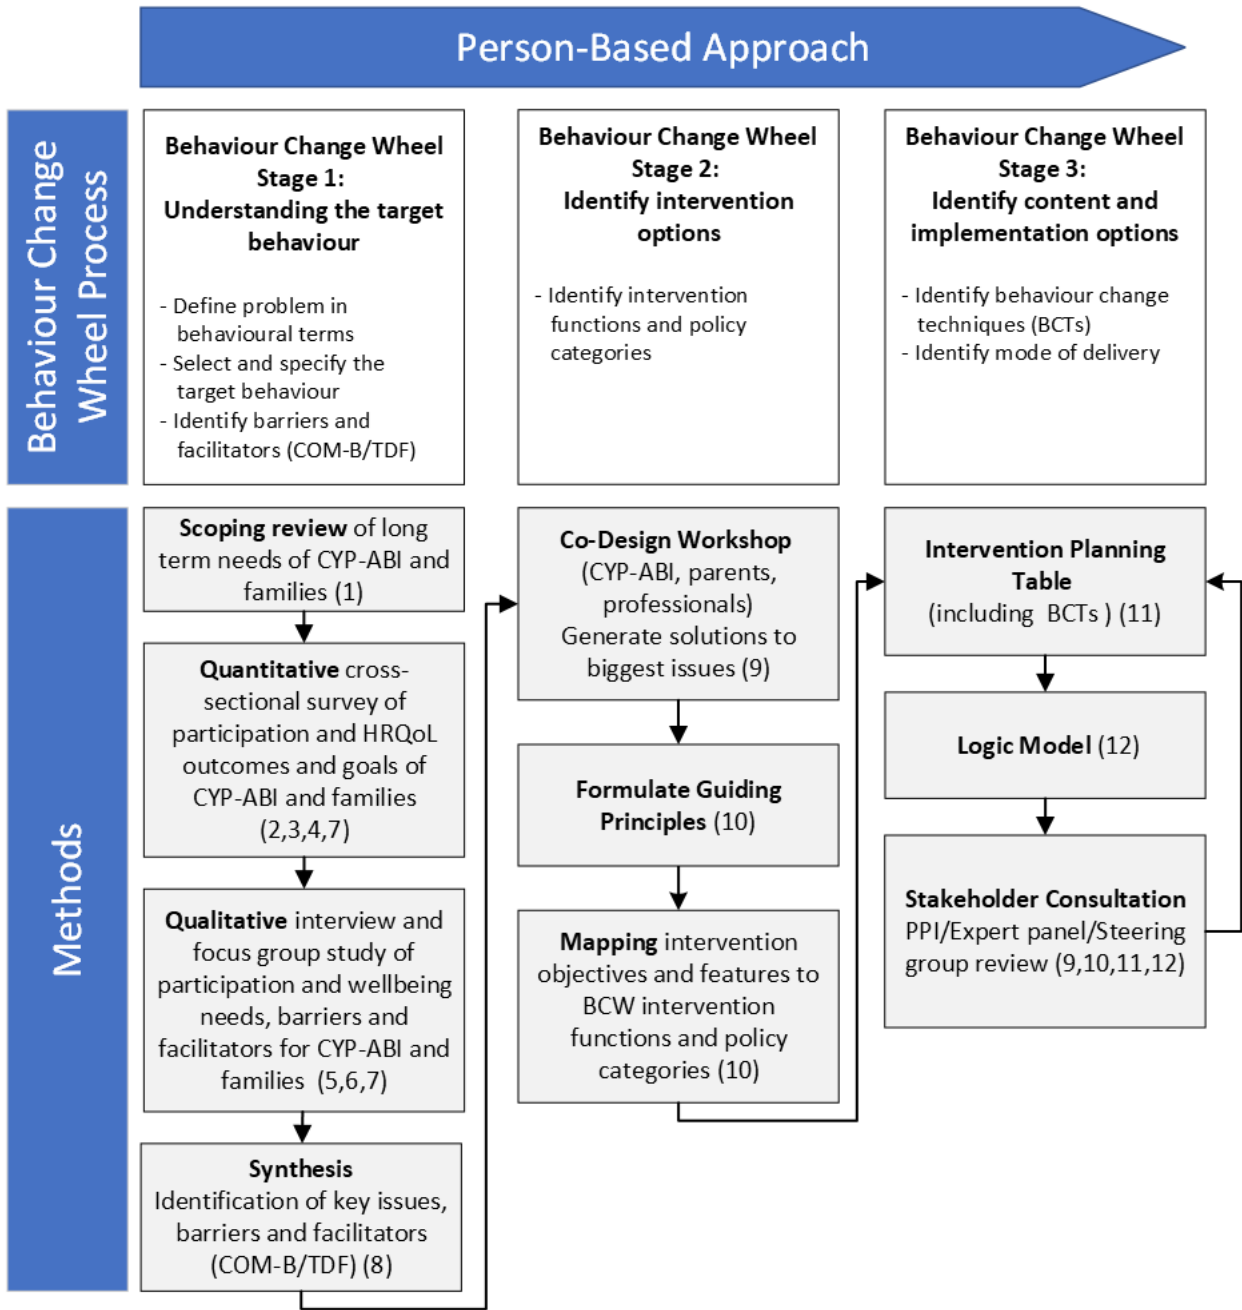 Person-Based Approach
Behaviour Change
Wheel Process
Behaviour Change Wheel
Stage 1:
Understanding the target
behaviour
- Define problem in
behavioural terms
- Select and specify the
target behaviour
- Identify barriers and
facilitators (COM-B/TDF)
Behaviour Change Wheel
Stage 2:
Identify intervention
options
- Identify intervention
functions and policy
categories
Behaviour Change Wheel
Stage 3:
Identify content and
implementation options
- Identify behaviour change
techniques (BCTs)
- Identify mode of delivery
Methods
Scoping review of long
term needs of CYP-ABI and
families (1)
Quantitative cross-
sectional survey of
participation and HRQoL
outcomes and goals of
CYP-ABI and families
(2,3,4,7)
Qualitative interview and
focus group study of
participation and wellbeing
needs, barriers and
facilitators for CYP-ABI and
families (5,6,7)
Synthesis
Identification of key issues,
barriers and facilitators
(COM-B/TDF) (8)
Co-Design Workshop
(CYP-ABI, parents,
professionals)
Generate solutions to
biggest issues (9)
Formulate Guiding
Principles (10)
Mapping intervention
objectives and features to
BCW intervention
functions and policy
categories (10)
Intervention Planning
Table
(including BCTs ) (11)
Logic Model (12)
Stakeholder Consultation
PPI/Expert panel/Steering
group review (9,10,11,12)